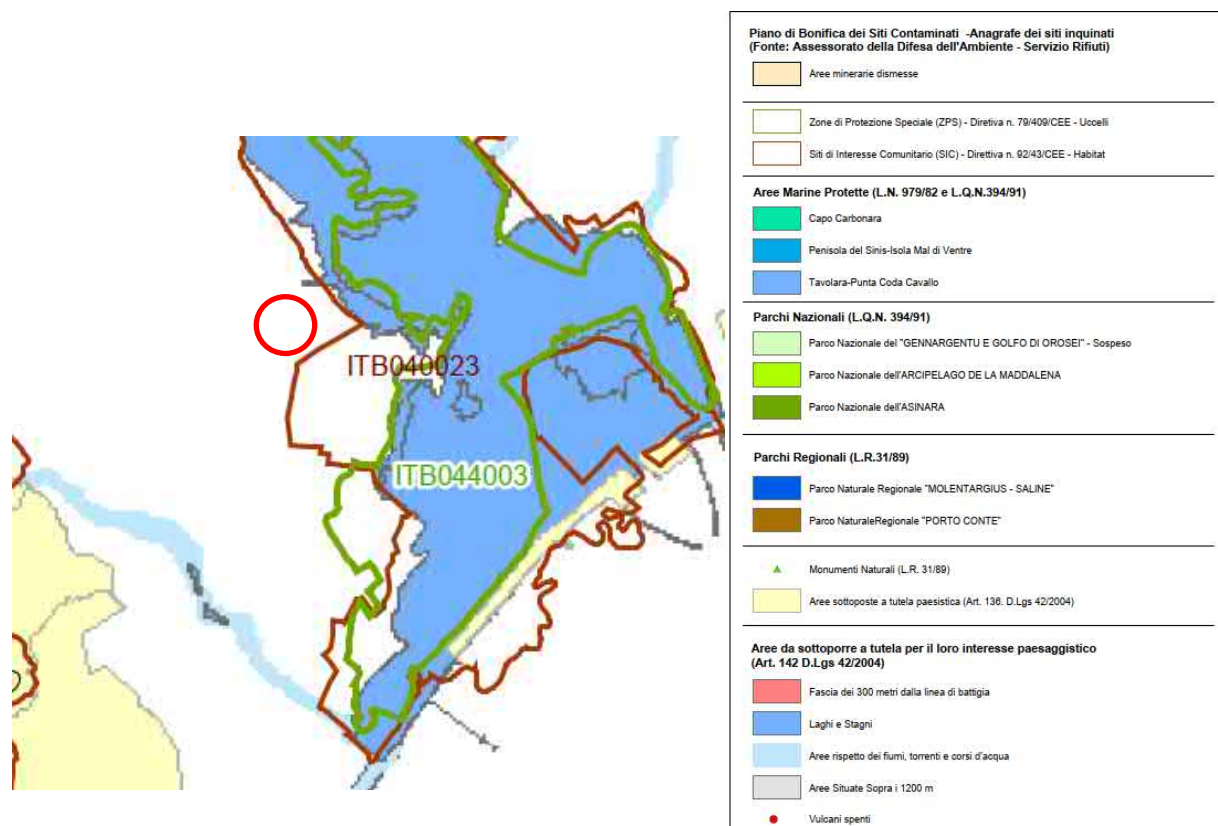 ITB040023
ITB044003
Piano di Bonifica dei Siti Contaminati -Anagrafe dei siti inquinati
(Fonte: Assessorato della Difesa dell'Ambiente - Servizio Rifiuti)
Aree minerarie dismesse
Zone di Protezione Speciale (ZPS) - Diretiva n. 79/409/CEE - Uccelli
Siti di Interesse Comunitario (SIC) - Direttiva n. 92/43/CEE - Habitat
Aree Marine Protette (L.N. 979/82 e L.Q.N.394/91)
Capo Carbonara
Penisola del Sinis-Isola Mal di Ventre
Tavolara-Punta Coda Cavallo
Parchi Nazionali (L.Q.N. 394/91)
Parco Nazionale del "GENNARGENTU E GOLFO DI OROSEI" - Sospeso
Parco Nazionale dell'ARCIPELAGO DE LA MADDALENA
Parco Nazionale dell'ASINARA
Parchi Regionali (L.R.31/89)
Parco Naturale Regionale "MOLENTARGIUS - SALINE"
Parco NaturaleRegionale "PORTO CONTE"
Monumenti Naturali (L.R. 31/89)
Aree sottoposte a tutela paesistica (Art. 136. D.Lgs 42/2004)
Aree da sottoporre a tutela per il loro interesse paesaggistico
(Art. 142 D.Lgs 42/2004)
Fascia dei 300 metri dalla linea di battigia
Laghi e Stagni
Aree rispetto dei fiumi, torrenti e corsi d'acqua
Aree Situate Sopra i 1200 m
Vulcani spenti